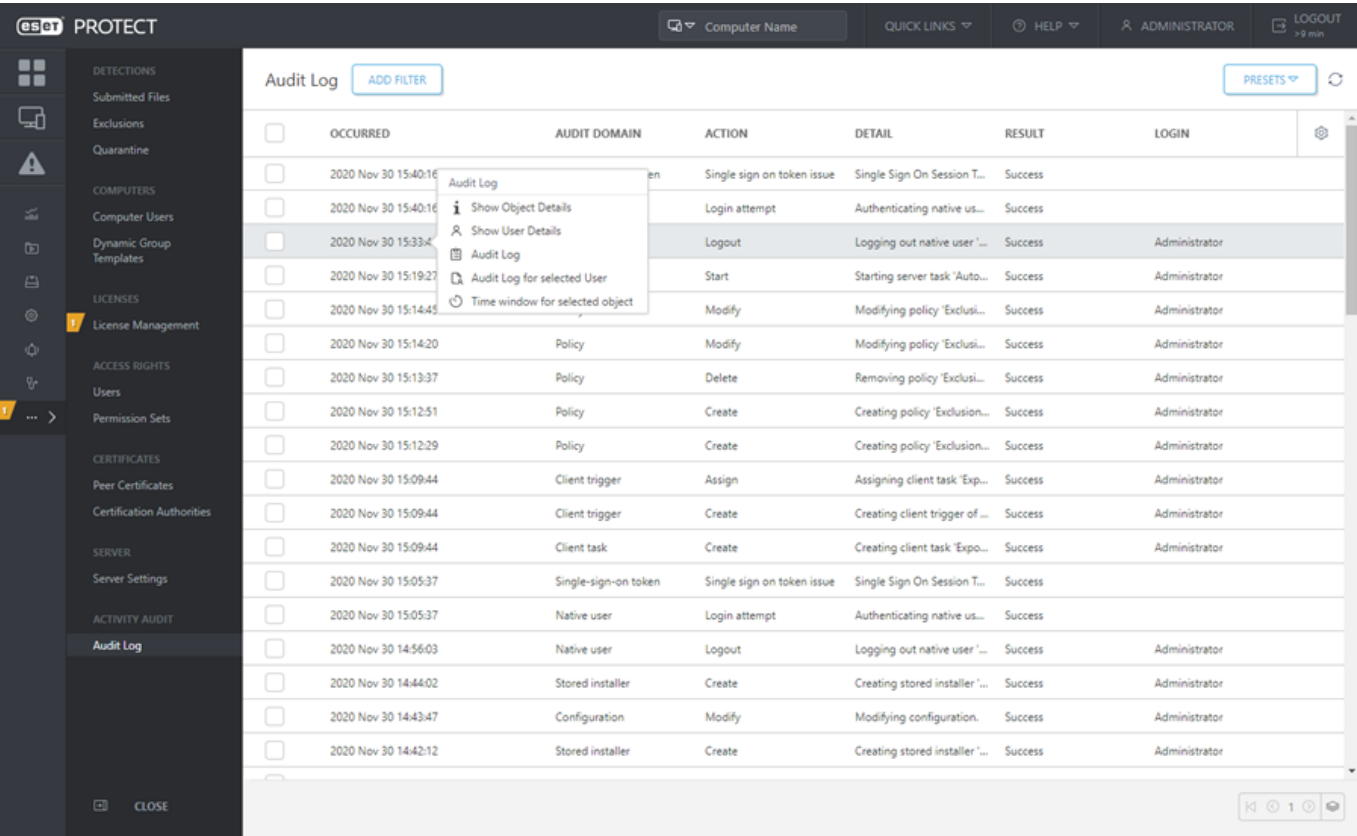 eset PROTECT
Computer Name
QUICK LINKS
HELP
ADMINISTRATOR
LOGOUT
>9 min
DETECTIONS
Submitted Files
Exclusions
Quarantine
COMPUTERS
Computer Users
Dynamic Group
Templates
LICENSES
1
License Management
ACCESS RIGHTS
Users
Permission Sets
1
CERTIFICATES
Peer Certificates
Certification Authorities
SERVER
Server Settings
ACTIVITY AUDIT
Audit Log
CLOSE
Audit Log ADD FILTER PRESETS
OCCURRED AUDIT DOMAIN ACTION DETAIL RESULT LOGIN
2020 Nov 30 15:40:16 en Single sign on token issue Single Sign On Session T... Success
2020 Nov 30 15:40:16 Login attempt Authenticating native us... Success
2020 Nov 30 15:33:4 Logout Logging out native user '... Success Administrator
2020 Nov 30 15:19:27 Start Starting server task 'Auto... Success Administrator
2020 Nov 30 15:14:45 Modify Modifying policy 'Exclusi... Success Administrator
2020 Nov 30 15:14:20 Policy Modify Modifying policy 'Exclusi... Success Administrator
2020 Nov 30 15:13:37 Policy Delete Removing policy 'Exclusi... Success Administrator
2020 Nov 30 15:12:51 Policy Create Creating policy 'Exclusion... Success Administrator
2020 Nov 30 15:12:29 Policy Create Creating policy 'Exclusion... Success Administrator
2020 Nov 30 15:09:44 Client trigger Assign Assigning client task 'Exp... Success Administrator
2020 Nov 30 15:09:44 Client trigger Create Creating client trigger of ... Success Administrator
2020 Nov 30 15:09:44 Client task Create Creating client task 'Expo... Success Administrator
2020 Nov 30 15:05:37 Single-sign-on token Single sign on token issue Single Sign On Session T... Success
2020 Nov 30 15:05:37 Native user Login attempt Authenticating native us... Success
2020 Nov 30 14:56:03 Native user Logout Logging out native user '... Success Administrator
2020 Nov 30 14:44:02 Stored installer Create Creating stored installer '... Success Administrator
2020 Nov 30 14:43:47 Configuration Modify Modifying configuration. Success Administrator
2020 Nov 30 14:42:12 Stored installer Create Creating stored installer '... Success Administrator
Audit Log
Show Object Details
Show User Details
Audit Log
Audit Log for selected User
Time window for selected object
1